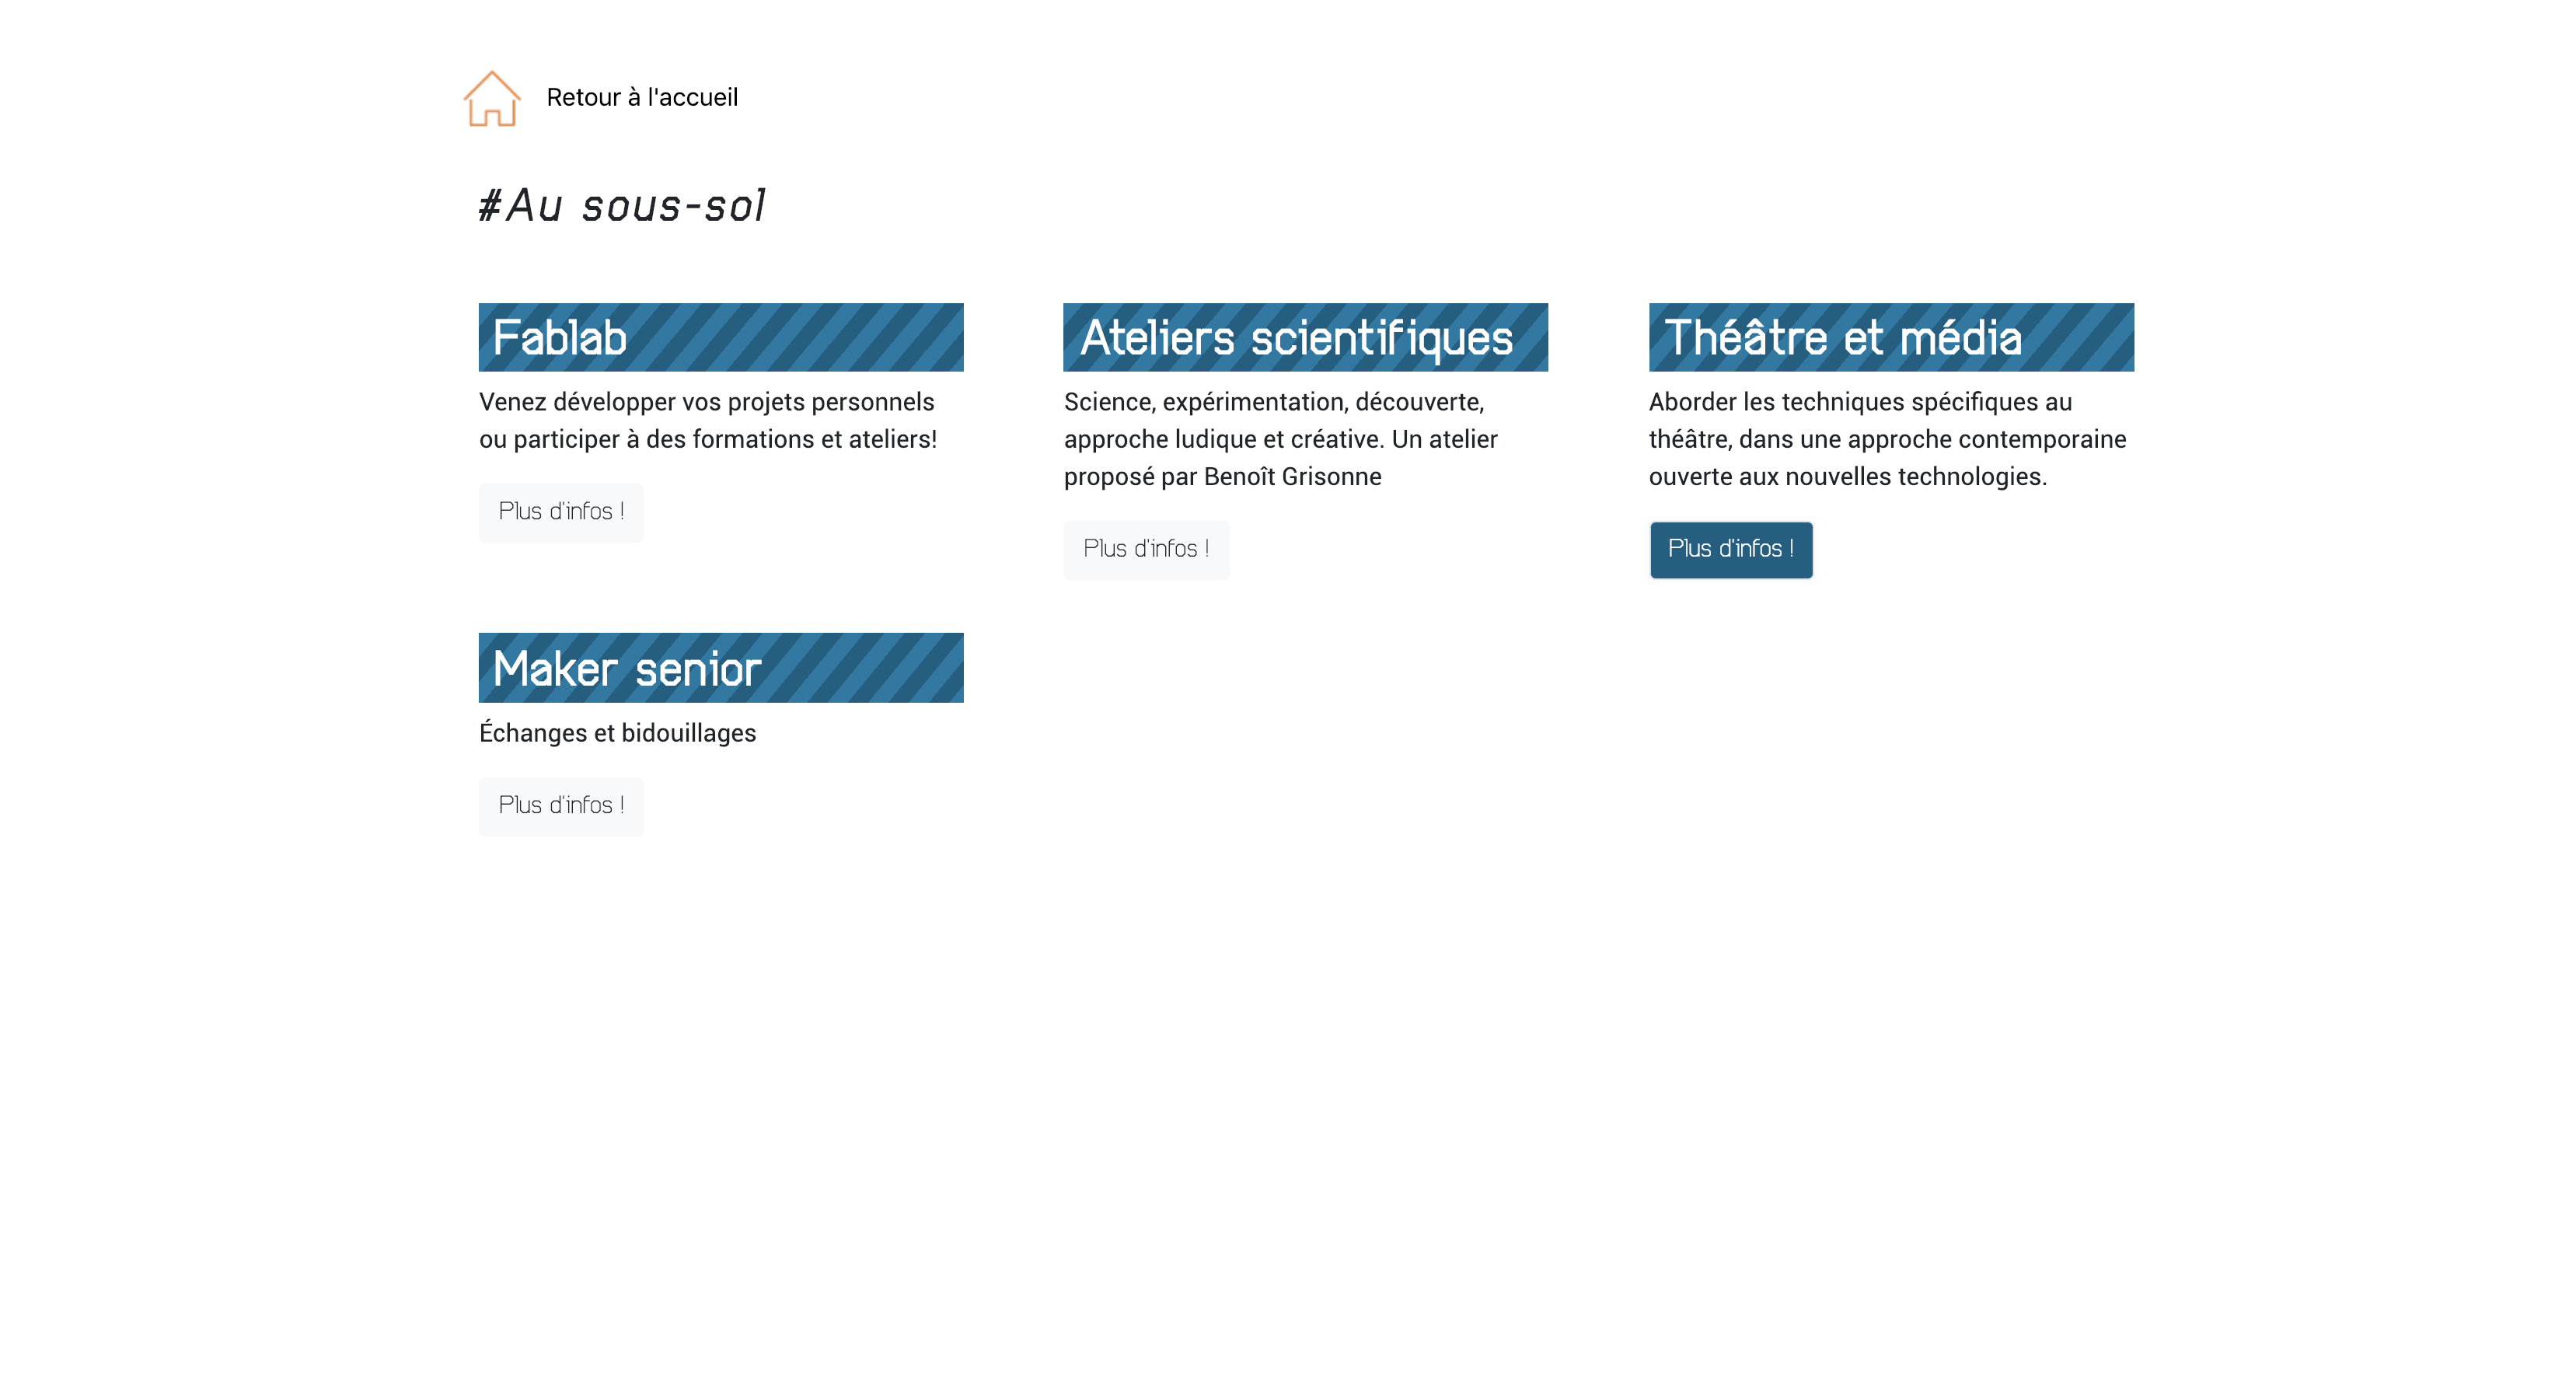 Retour à l'accueil
#Au sous-sol
Fablab
Venez développer vos projets personnels
ou participer à des formations et ateliers!
Plus d'infos !
Ateliers scientifiques
Science, expérimentation, découverte,
approche ludique et créative. Un atelier
proposé par Benoît Grisonne
Plus d'infos !
Théâtre et média
Aborder les techniques spécifiques au
théâtre, dans une approche contemporaine
ouverte aux nouvelles technologies.
Plus d'infos !
Maker senior
Échanges et bidouillages
Plus d'infos !